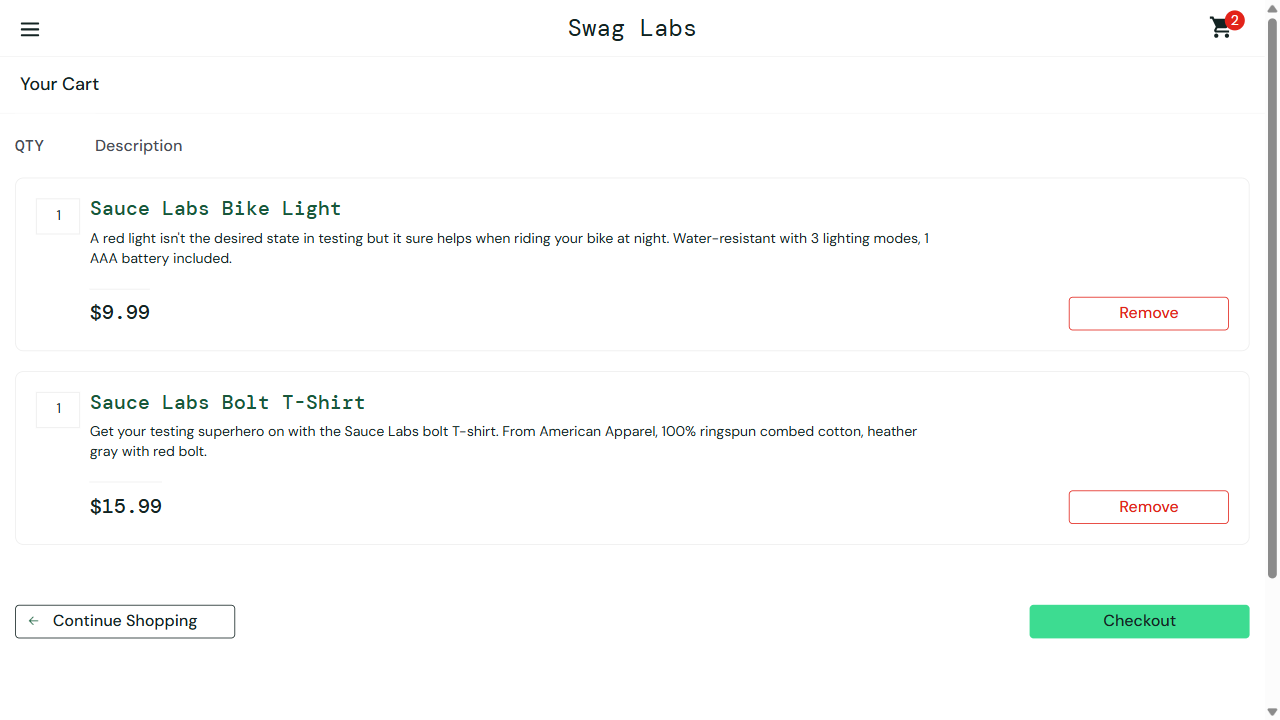 Swag Labs
2
Your Cart
QTY Description
1
Sauce Labs Bike Light
A red light isn't the desired state in testing but it sure helps when riding your bike at night. Water-resistant with 3 lighting modes, 1
AAA battery included.
$9.99
Remove
1
Sauce Labs Bolt T-Shirt
Get your testing superhero on with the Sauce Labs bolt T-shirt. From American Apparel, 100% ringspun combed cotton, heather
gray with red bolt.
$15.99
Remove
Continue Shopping
Checkout